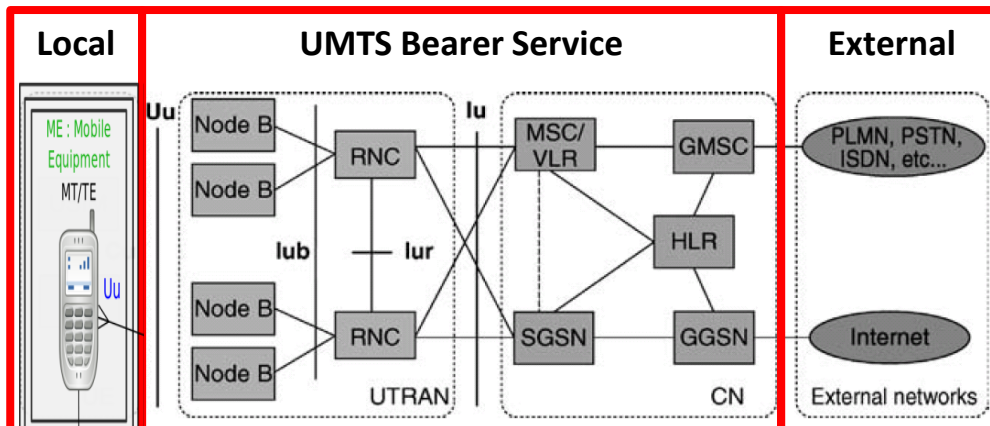 Local
UMTS Bearer Service
External
ME : Mobile
Equipment
MT/TE
Uu
Uu
Node B
Node B
RNC
Iub
Iur
Node B
Node B
RNC
UTRAN
Iu
MSC/
VLR
GMSC
HLR
SGSN
GGSN
CN
PLMN, PSTN,
ISDN, etc...
Internet
External networks